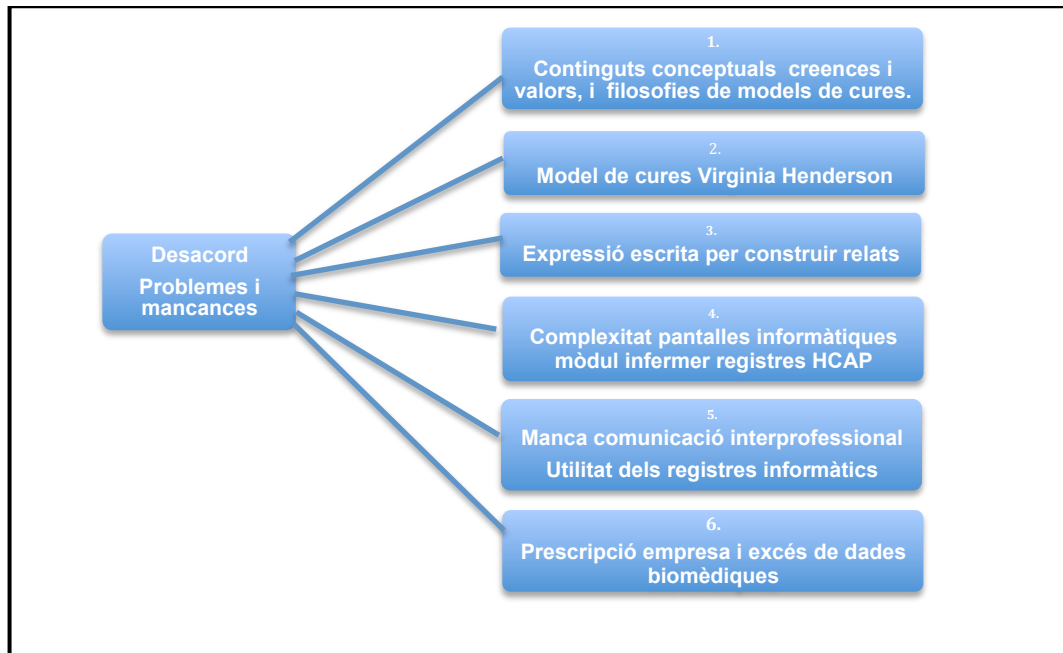 Desacord
Problemes i
mancances
1.
Continguts conceptuals creences i
valors, i filosofies de models de cures.
2.
Model de cures Virginia Henderson
3.
Expressió escrita per construir relats
4.
Complexitat pantalles informàtiques
mòdul infermer registres HCAP
5.
Manca comunicació interprofessional
Utilitat dels registres informàtics
6.
Prescripció empresa i excés de dades
biomèdiques